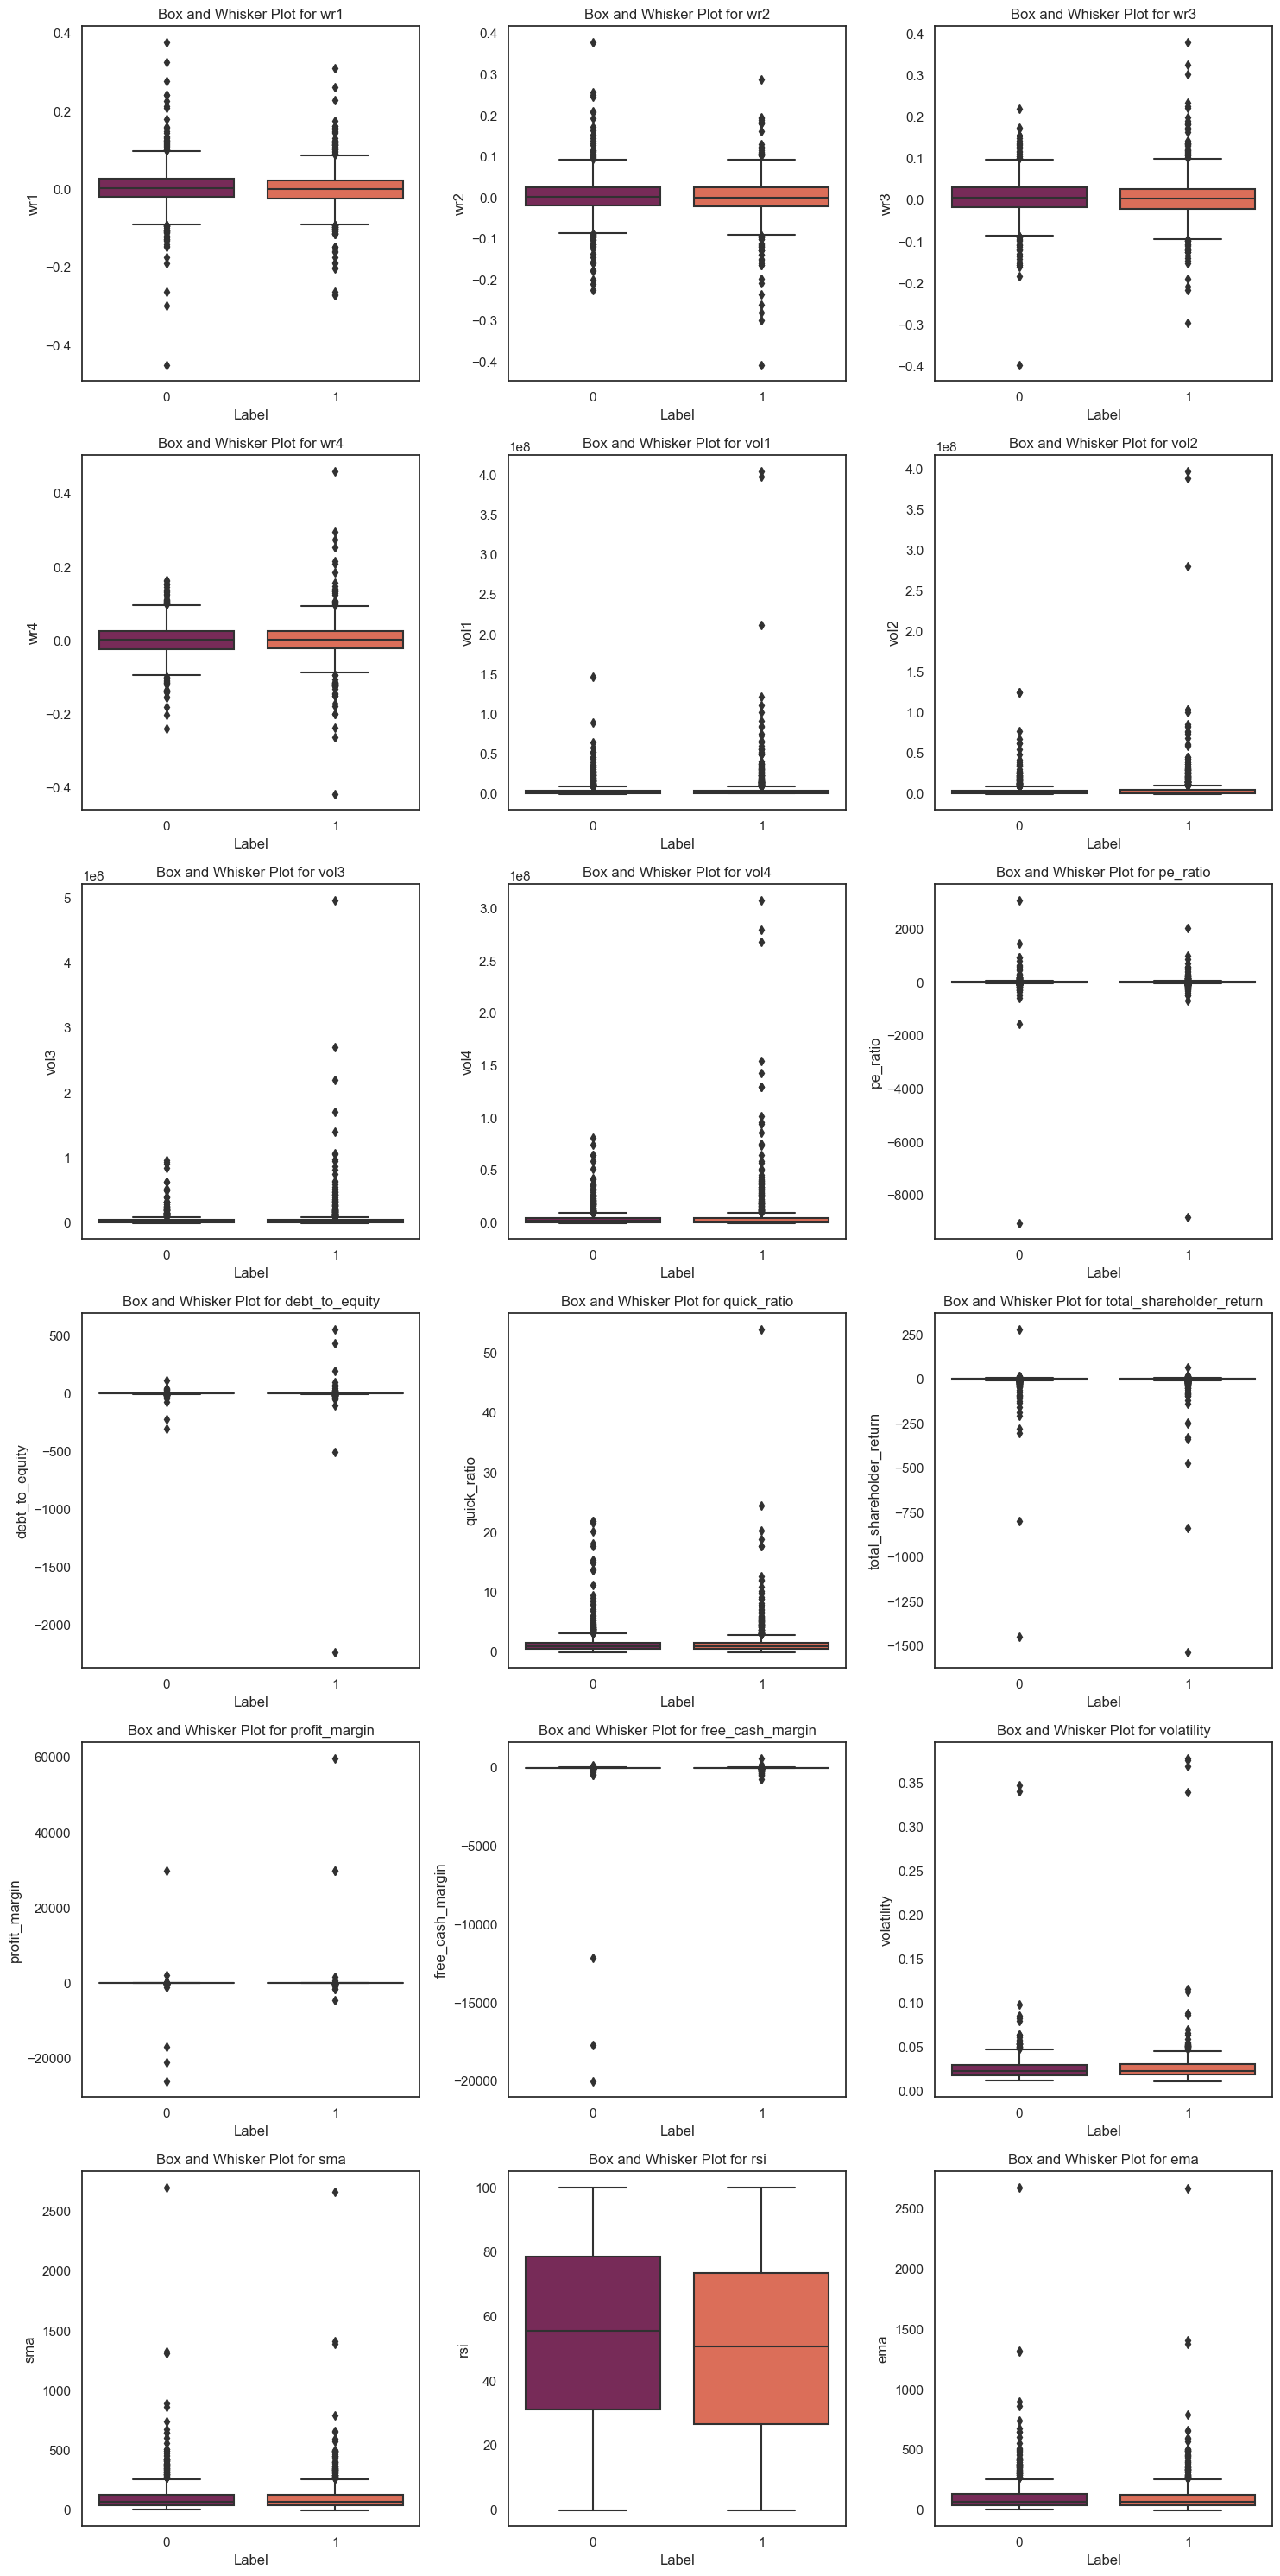 Box and Whisker Plot for wr1
0.4
0.2
0.0
−0.2
−0.4
wr1
0
1
Label
Box and Whisker Plot for wr2
0.4
0.3
0.2
0.1
0.0
−0.1
−0.2
−0.3
−0.4
wr2
0
1
Label
Box and Whisker Plot for wr3
0.4
0.3
0.2
0.1
0.0
−0.1
−0.2
−0.3
−0.4
wr3
0
1
Label
Box and Whisker Plot for wr4
0.4
0.2
0.0
−0.2
−0.4
wr4
0
1
Label
Box and Whisker Plot for vol1
1e8
4.0
3.5
3.0
2.5
2.0
1.5
1.0
0.5
0.0
vol1
0
1
Label
Box and Whisker Plot for vol2
1e8
4.0
3.5
3.0
2.5
2.0
1.5
1.0
0.5
0.0
vol2
0
1
Label
Box and Whisker Plot for vol3
1e8
5
4
3
2
1
0
vol3
0
1
Label
Box and Whisker Plot for vol4
1e8
3.0
2.5
2.0
1.5
1.0
0.5
0.0
vol4
0
1
Label
Box and Whisker Plot for pe_ratio
2000
0
−2000
−4000
−6000
−8000
pe_ratio
0
1
Label
Box and Whisker Plot for debt_to_equity
500
0
−500
−1000
−1500
−2000
debt_to_equity
0
1
Label
Box and Whisker Plot for quick_ratio
50
40
30
20
10
0
quick_ratio
0
1
Label
Box and Whisker Plot for total_shareholder_return
250
0
−250
−500
−750
−1000
−1250
−1500
total_shareholder_return
0
1
Label
Box and Whisker Plot for profit_margin
60000
40000
20000
0
−20000
profit_margin
0
1
Label
Box and Whisker Plot for free_cash_margin
0
−5000
−10000
−15000
−20000
free_cash_margin
0
1
Label
Box and Whisker Plot for volatility
0.35
0.30
0.25
0.20
0.15
0.10
0.05
0.00
volatility
0
1
Label
Box and Whisker Plot for sma
2500
2000
1500
1000
500
0
sma
0
1
Label
Box and Whisker Plot for rsi
100
80
60
40
20
0
rsi
0
1
Label
Box and Whisker Plot for ema
2500
2000
1500
1000
500
0
ema
0
1
Label